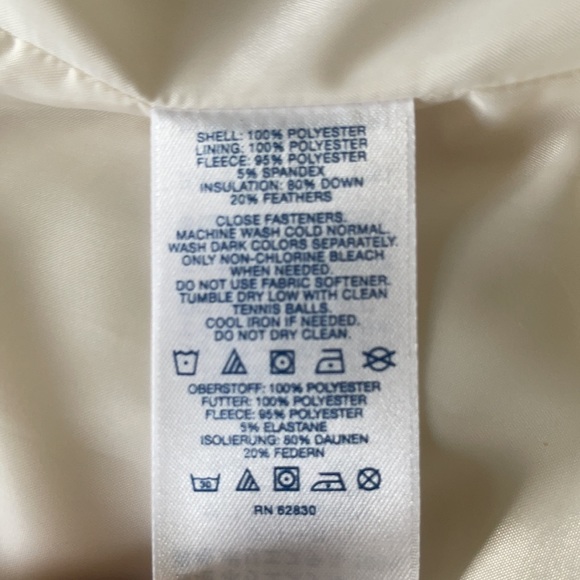 SHELL: 100% POLYESTER
LINING: 100% POLYESTER
FLEECE: 95% POLYESTER
5% SPANDEX
INSULATION: 80% DOWN
20% FEATHERS
CLOSE FASTENERS.
MACHINE WASH COLD NORMAL.
WASH DARK COLORS SEPARATELY.
ONLY NON-CHLORINE BLEACH
WHEN NEEDED.
DO NOT USE FABRIC SOFTENER.
TUMBLE DRY LOW WITH CLEAN
TENNIS BALLS.
COOL IRON IF NEEDED.
DO NOT DRY CLEAN.
OBERSTOFF: 100% POLYESTER
FUTTER: 100% POLYESTER
FLEECE: 95% POLYESTER
5% ELASTANE
ISOLIERUNG: 80% DAUNEN
20% FEDERN
30
RN 62830